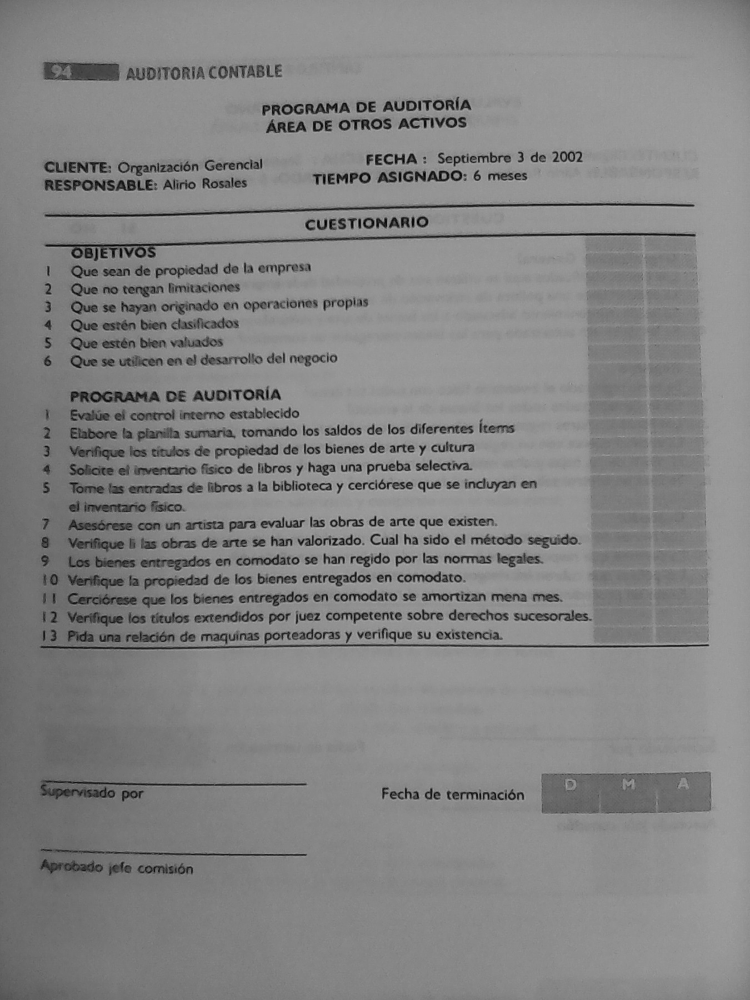 94 AUDITORIA CONTABLE
PROGRAMA DE AUDITORÍA
ÁREA DE OTROS ACTIVOS
CLIENTE: Organización Gerencial FECHA : Septiembre 3 de 2002
RESPONSABLE: Alirio Rosales TIEMPO ASIGNADO: 6 meses
CUESTIONARIO
OBJETIVOS
1 Que sean de propiedad de la empresa
2 Que no tengan limitaciones
3 Que se hayan originado en operaciones propias
4 Que estén bien clasificados
5 Que estén bien valuados
6 Que se utilicen en el desarrollo del negocio
PROGRAMA DE AUDITORÍA
1 Evalúe el control interno establecido
2 Elabore la planilla sumaria, tomando los saldos de los diferentes Ítems
3 Verifique los títulos de propiedad de los bienes de arte y cultura
4 Solicite el inventario físico de libros y haga una prueba selectiva.
5 Tome las entradas de libros a la biblioteca y cerciórese que se incluyan en
el inventario físico.
7 Asesórese con un artista para evaluar las obras de arte que existen.
8 Verifique li las obras de arte se han valorizado. Cual ha sido el método seguido.
9 Los bienes entregados en comodato se han regido por las normas legales.
10 Verifique la propiedad de los bienes entregados en comodato.
11 Cerciórese que los bienes entregados en comodato se amortizan mena mes.
12 Verifique los títulos extendidos por juez competente sobre derechos sucesorales.
13 Pida una relación de maquinas porteadoras y verifique su existencia.
Supervisado por Fecha de terminación D M A
Aprobado jefe comisión